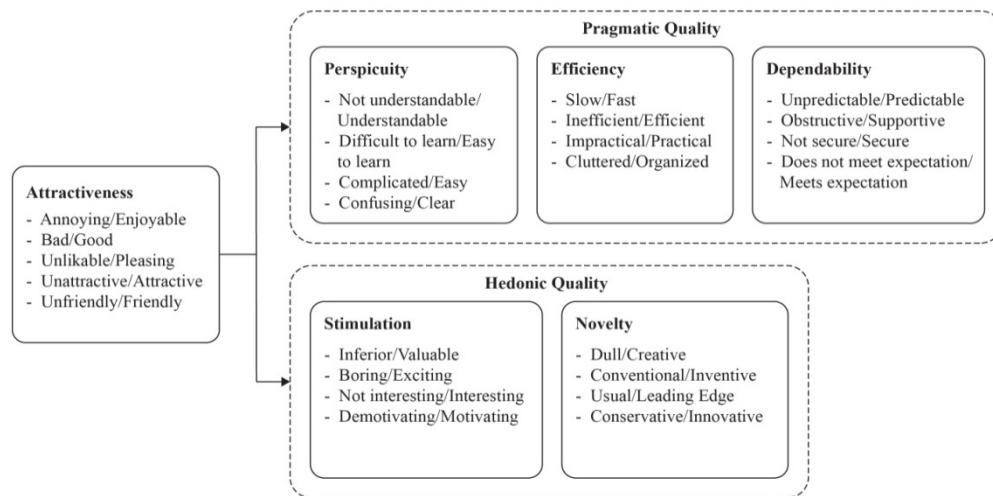 Attractiveness
- Annoying/Enjoyable
- Bad/Good
- Unlikable/Pleasing
- Unattractive/Attractive
- Unfriendly/Friendly
Pragmatic Quality
Perspicuity
- Not understandable/
Understandable
- Difficult to learn/Easy
to learn
- Complicated/Easy
- Confusing/Clear
Efficiency
- Slow/Fast
- Inefficient/Efficient
- Impractical/Practical
- Cluttered/Organized
Dependability
- Unpredictable/Predictable
- Obstructive/Supportive
- Not secure/Secure
- Does not meet expectation/
Meets expectation
Hedonic Quality
Stimulation
- Inferior/Valuable
- Boring/Exciting
- Not interesting/Interesting
- Demotivating/Motivating
Novelty
- Dull/Creative
- Conventional/Inventive
- Usual/Leading Edge
- Conservative/Innovative